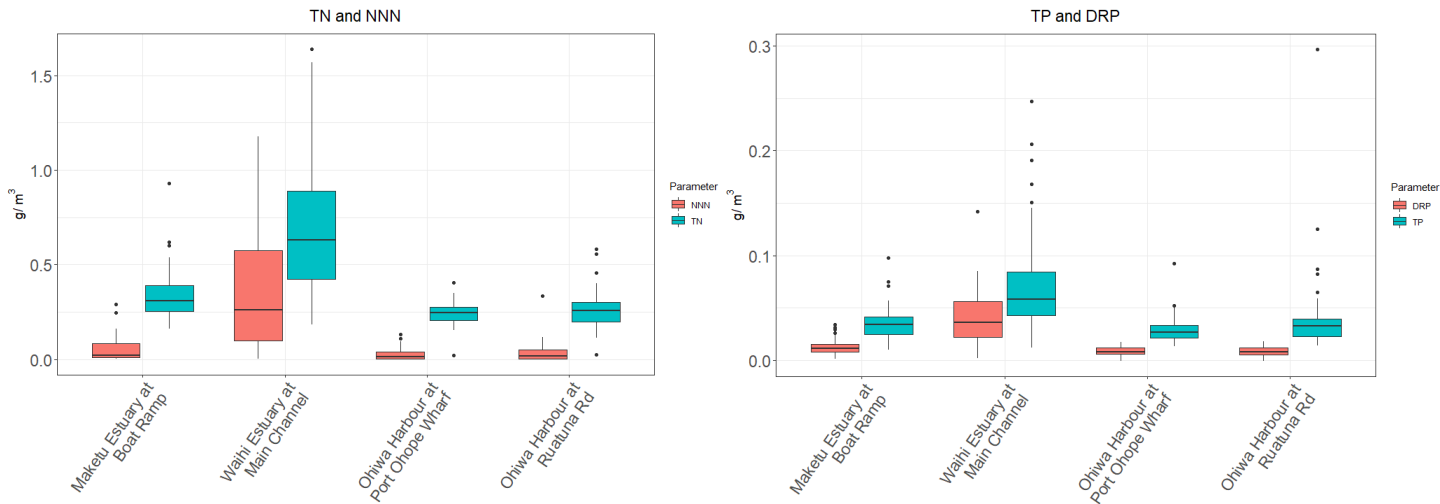 TN and NNN
g/ m³
1.5
1.0
0.5
0.0
Maketu Estuary at
Boat Ramp
Waihi Estuary at
Main Channel
Ohiwa Harbour at
Port Ohope Wharf
Ohiwa Harbour at
Ruatuna Rd
Parameter
NNN
TN
TP and DRP
g/ m³
0.3
0.2
0.1
0.0
Maketu Estuary at
Boat Ramp
Waihi Estuary at
Main Channel
Ohiwa Harbour at
Port Ohope Wharf
Ohiwa Harbour at
Ruatuna Rd
Parameter
DRP
TP